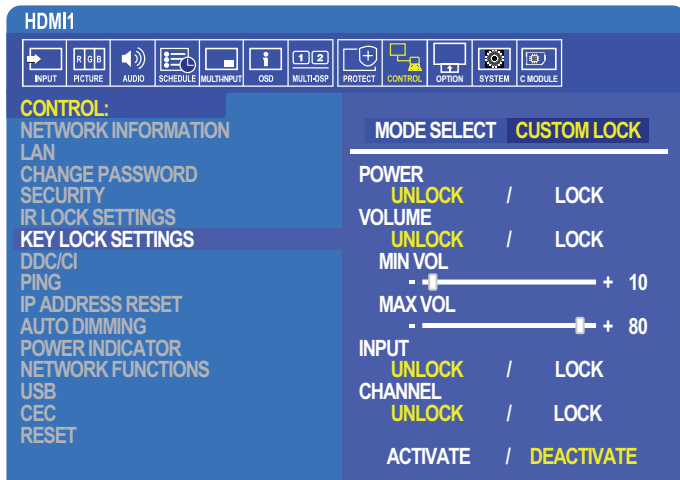 HDMI1
INPUT RGB PICTURE AUDIO SCHEDULE MULTI-INPUT OSD 1 2 MULTI-DSP PROTECT CONTROL OPTION SYSTEM C MODULE
CONTROL:
NETWORK INFORMATION
LAN
CHANGE PASSWORD
SECURITY
IR LOCK SETTINGS
KEY LOCK SETTINGS
DDC/CI
PING
IP ADDRESS RESET
AUTO DIMMING
POWER INDICATOR
NETWORK FUNCTIONS
USB
CEC
RESET
MODE SELECT CUSTOM LOCK
POWER
UNLOCK / LOCK
VOLUME
UNLOCK / LOCK
MIN VOL
- + 10
MAX VOL
- + 80
INPUT
UNLOCK / LOCK
CHANNEL
UNLOCK / LOCK
ACTIVATE / DEACTIVATE